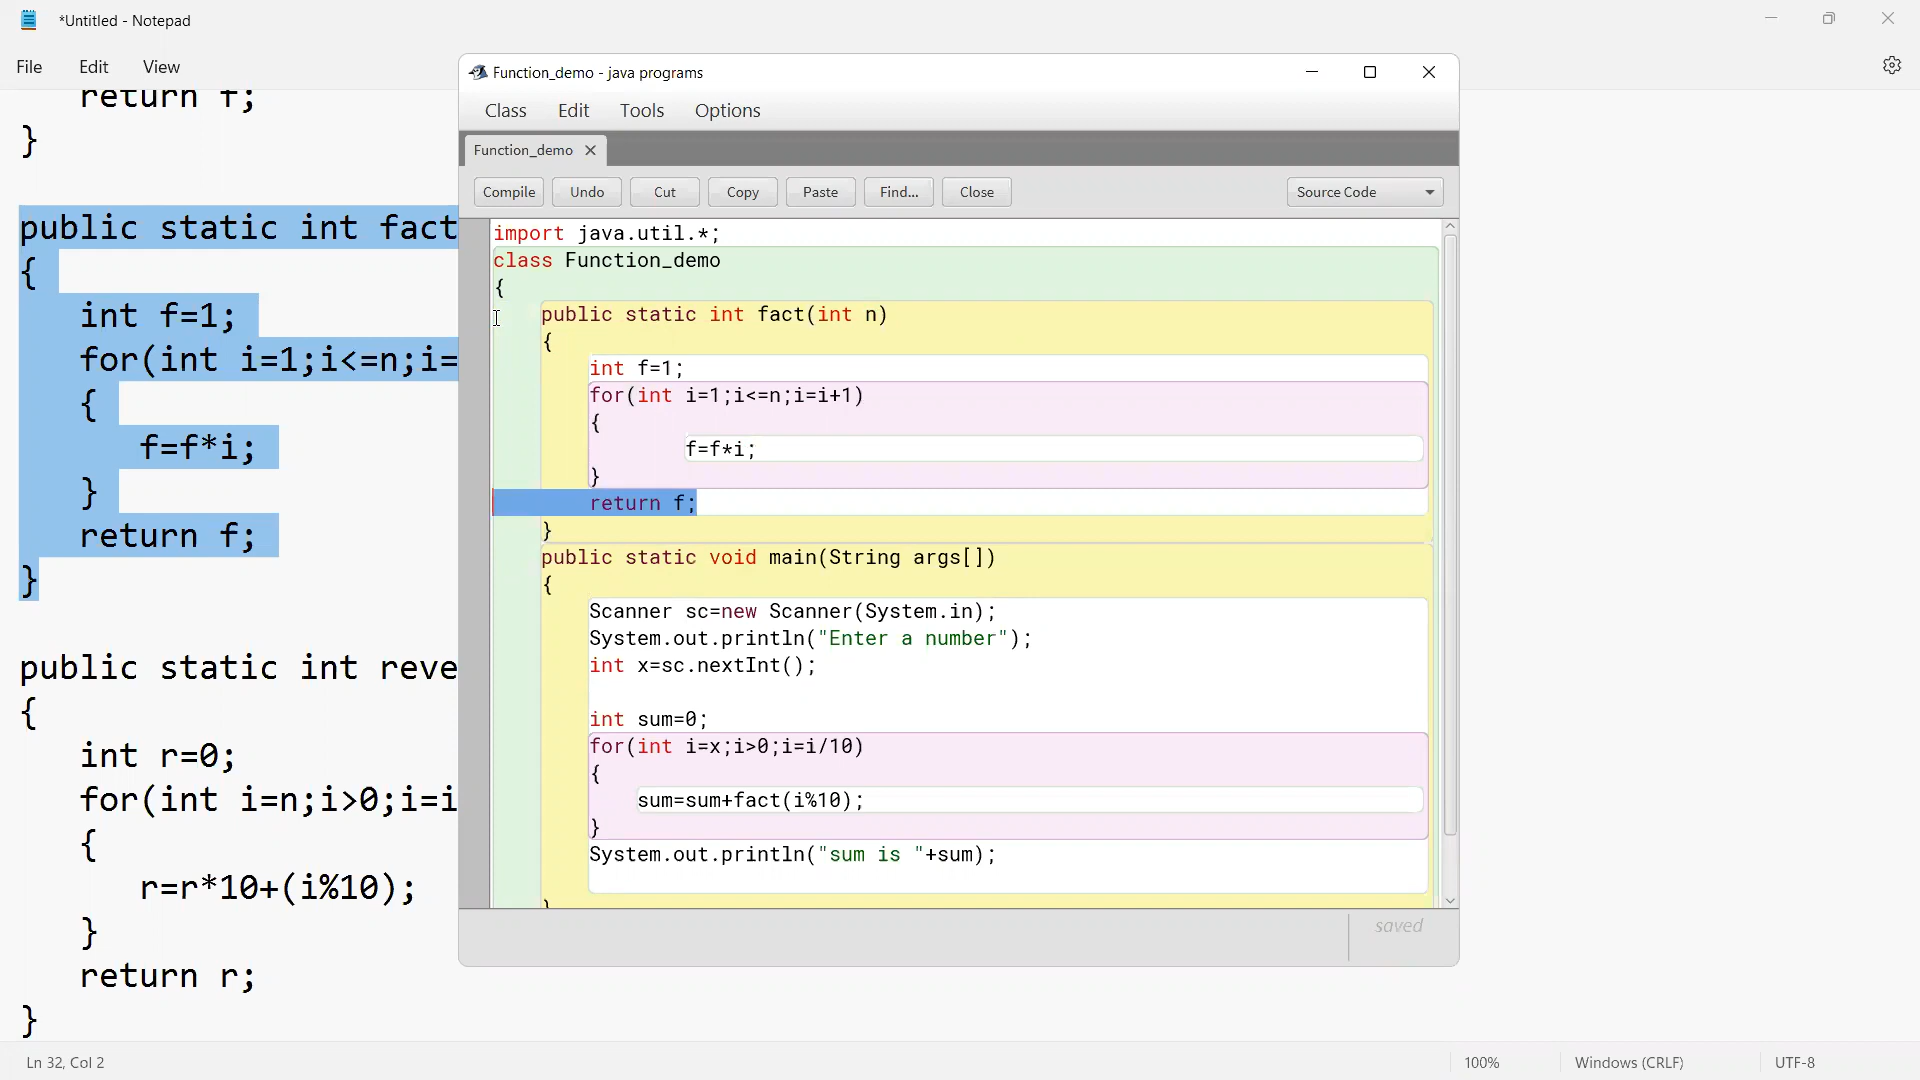 *Untitled - Notepad
File Edit View
return f;
}
public static int fact
{
int f=1;
for(int i=1;i<=n;i=
{
f=f*i;
}
return f;
}
public static int reve
{
int r=0;
for(int i=n;i>0;i=i
{
r=r*10+(i%10);
}
return r;
}
Ln 32, Col 2
100%
Windows (CRLF)
UTF-8
Function_demo - java programs
Class Edit Tools Options
Function_demo
Compile Undo Cut Copy Paste Find... Close Source Code
import java.util.*;
class Function_demo
{
public static int fact(int n)
{
int f=1;
for(int i=1;i<=n;i=i+1)
{
f=f*i;
}
return f;
}
public static void main(String args[])
{
Scanner sc=new Scanner(System.in);
System.out.println("Enter a number");
int x=sc.nextInt();
int sum=0;
for(int i=x;i>0;i=i/10)
{
sum=sum+fact(i%10);
}
System.out.println("sum is "+sum);
}
saved